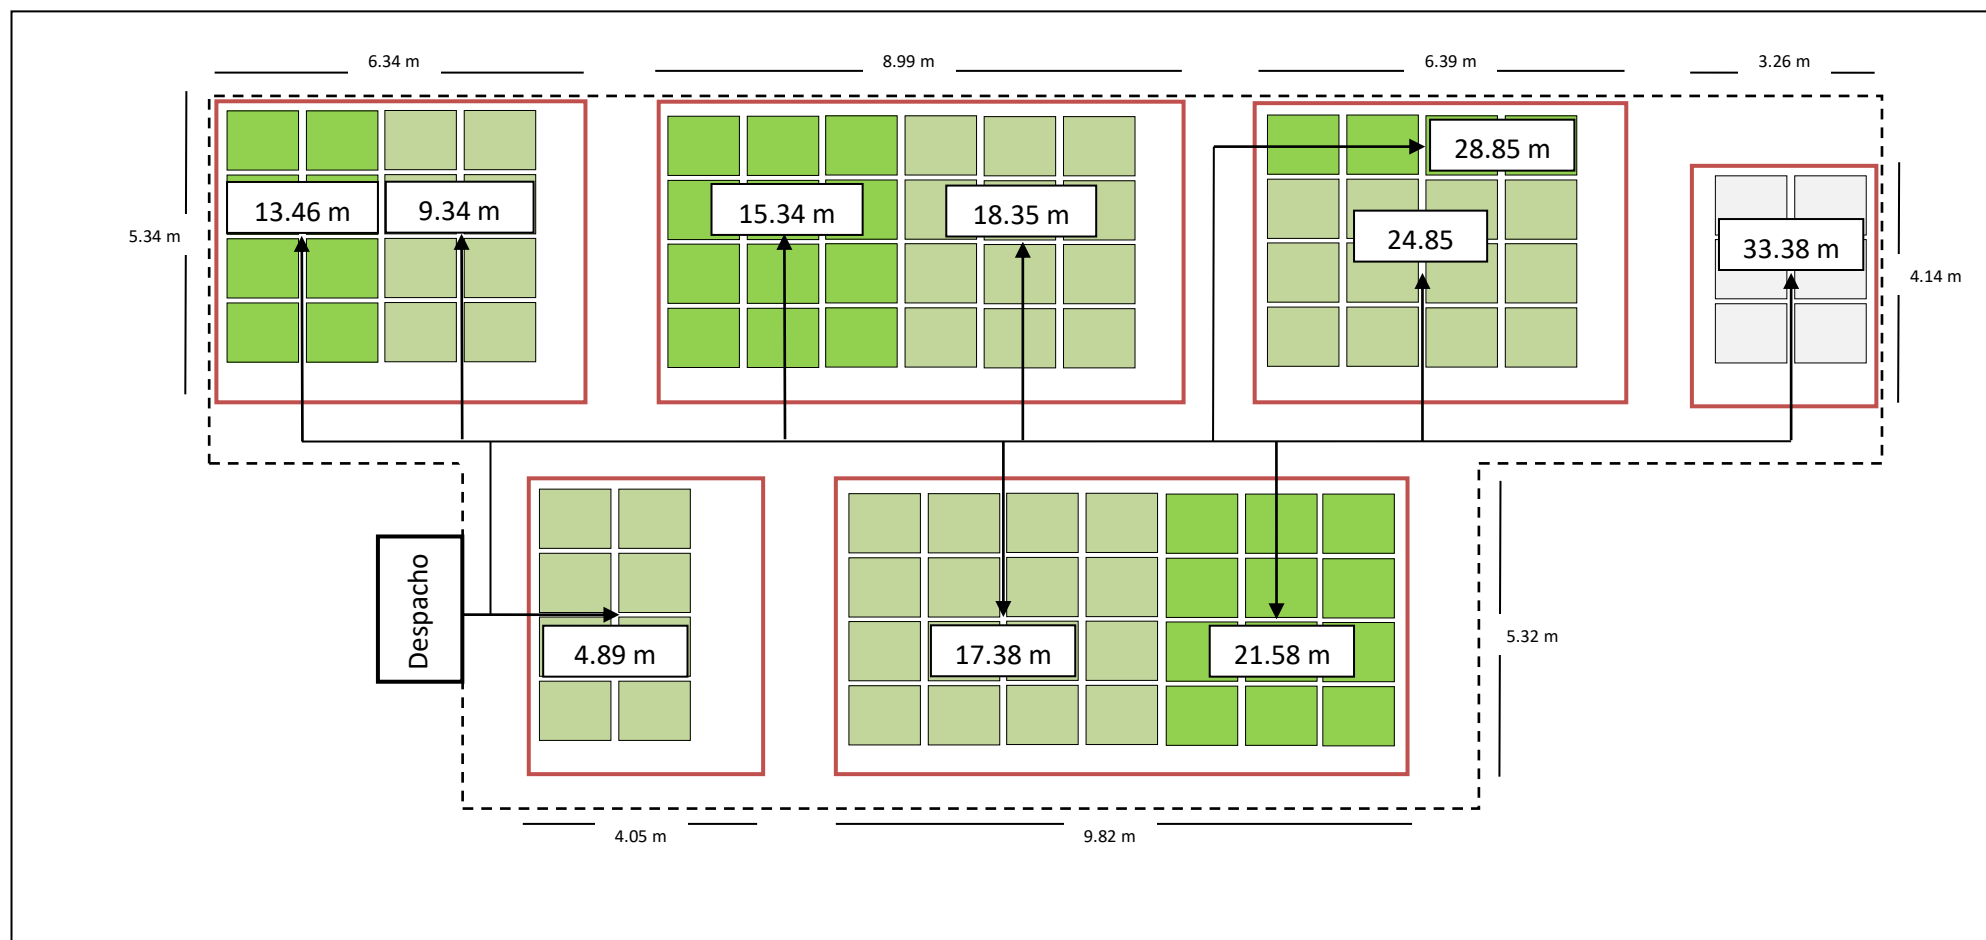 6.34 m
8.99 m
6.39 m
3.26 m
28.85 m
13.46 m
9.34 m
15.34 m
18.35 m
5.34 m
24.85
33.38 m
4.14 m
Despacho
4.89 m
17.38 m
21.58 m
5.32 m
4.05 m
9.82 m